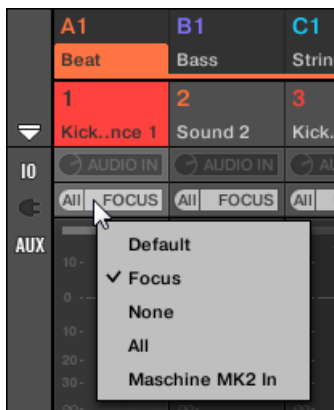 A1 B1 C1
Beat Bass Strin
1 2 3
Kick..nce 1 Sound 2 Kick.
IO AUDIO IN AUDIO IN AU
All FOCUS All FOCUS All
AUX
Default
10 -
Focus
0 -
None
10 -
All
20 -
Maschine MK2 In
30 -